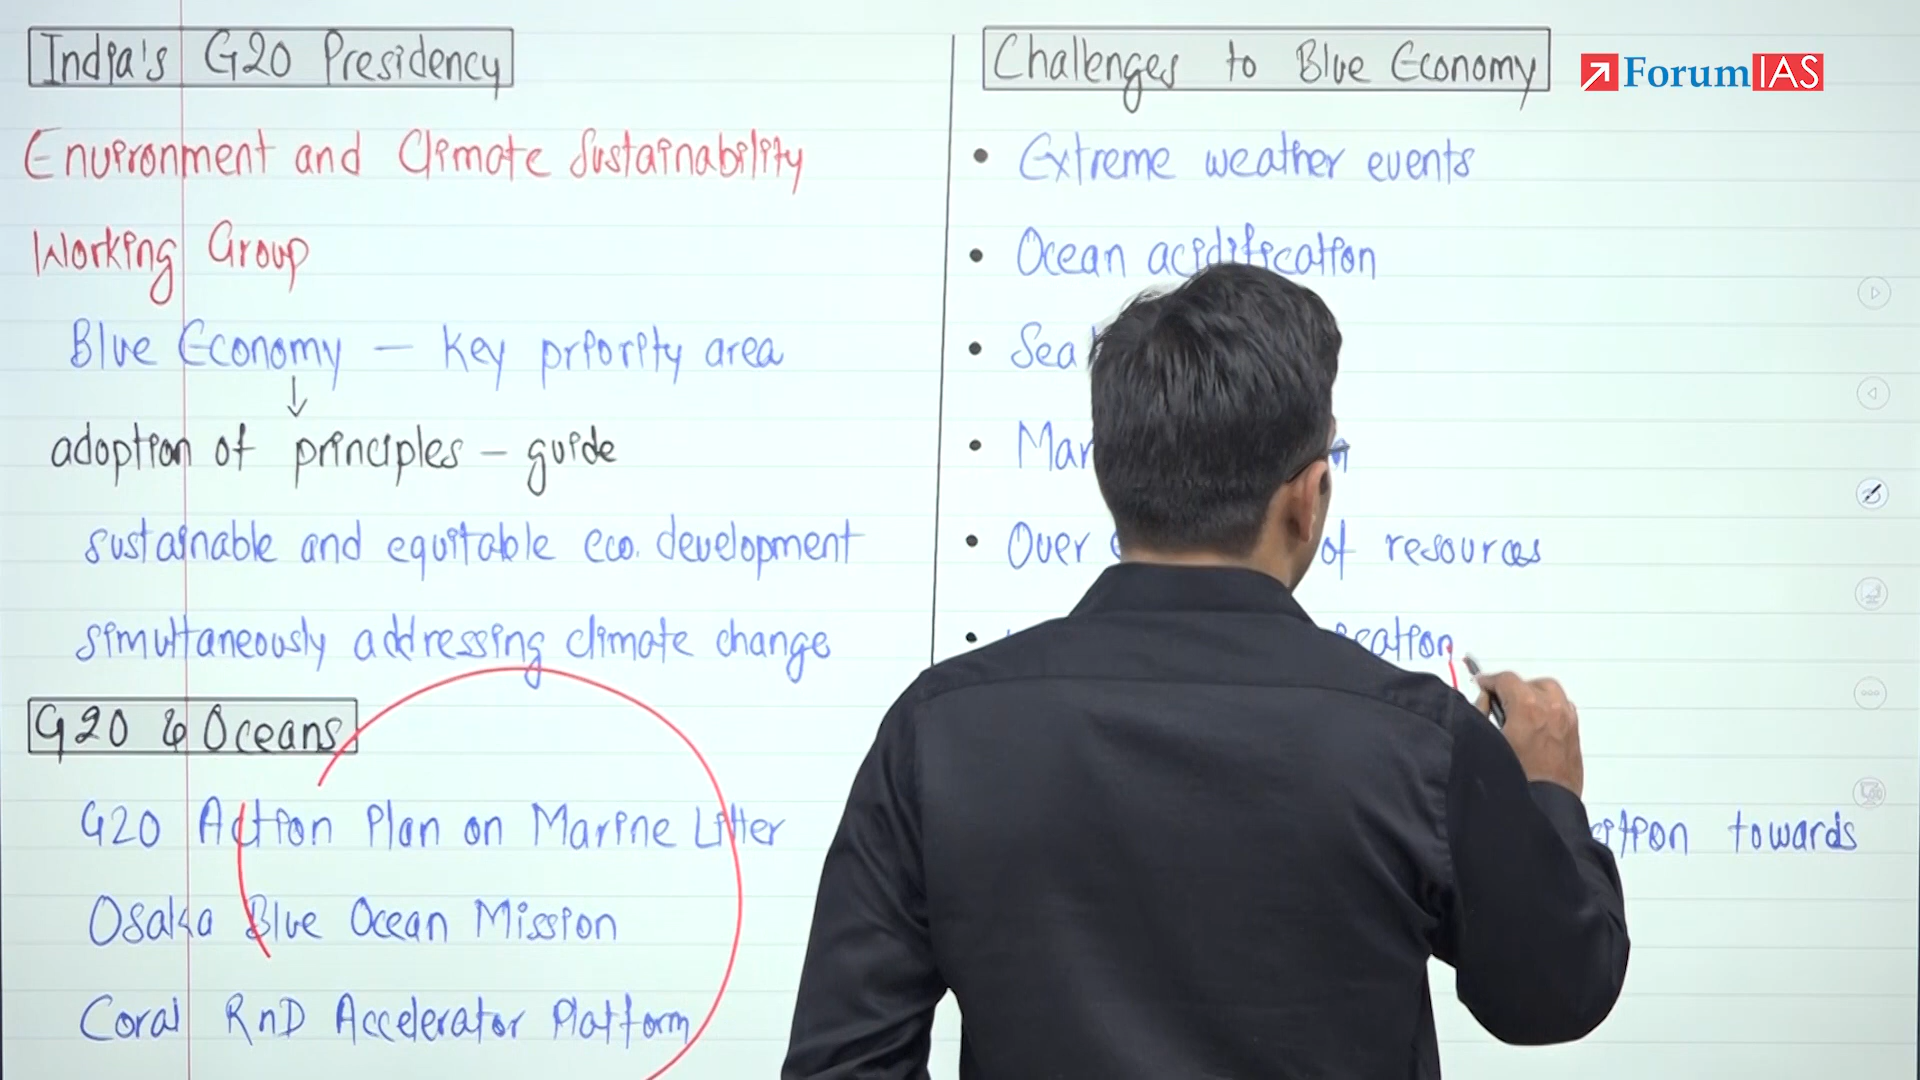 India's G20 Presidency
Environment and Climate Sustainability
Working Group
Blue Economy — Key priority area
adoption of principles – guide
sustainable and equitable eco. development
simultaneously addressing climate change
G20 & Oceans
G20 Action Plan on Marine Litter
Osaka Blue Ocean Mission
Coral RnD Accelerator Platform
Challenges to Blue Economy
ForumIAS
• Extreme weather events
• Ocean acidification
• Sea
•
• Over of resources
•
towards